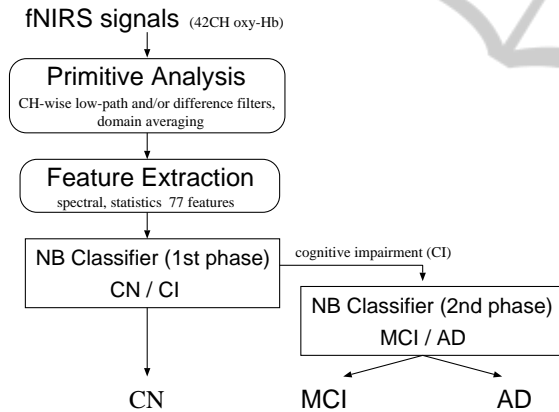 fNIRS signals (42CH oxy-Hb)
Primitive Analysis
CH-wise low-path and/or difference filters,
domain averaging
Feature Extraction
spectral, statistics 77 features
NB Classifier (1st phase)
CN / CI
cognitive impairment (CI)
NB Classifier (2nd phase)
MCI / AD
CN
MCI
AD